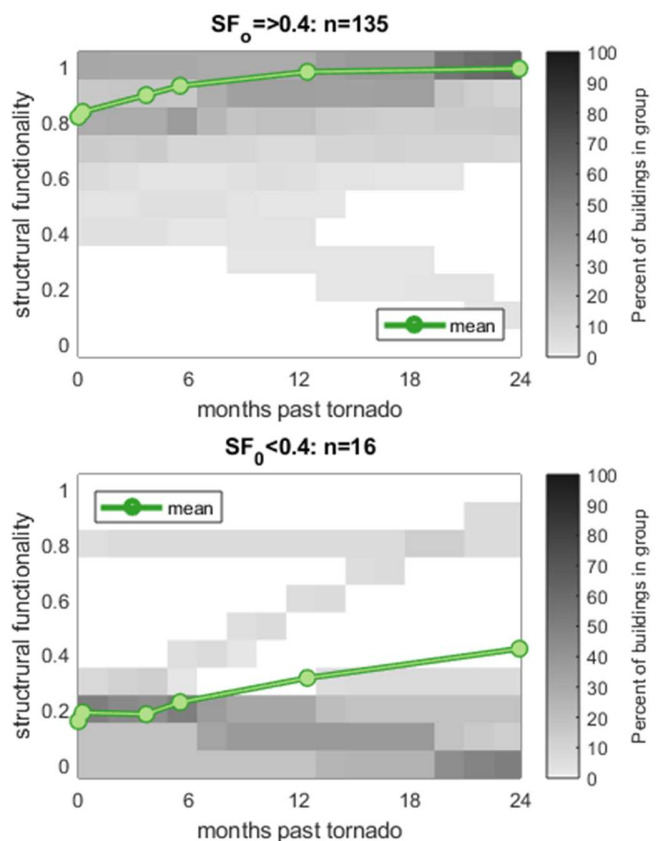 SFo=>0.4: n=135
1
0.8
0.6
0.4
0.2
0
structrural functionality
0 6 12 18 24
months past tornado
mean
100
90
80
70
60
50
40
30
20
10
0
Percent of buildings in group
SF0<0.4: n=16
1
0.8
0.6
0.4
0.2
0
structrural functionality
mean
0 6 12 18 24
months past tornado
100
90
80
70
60
50
40
30
20
10
0
Percent of buildings in group